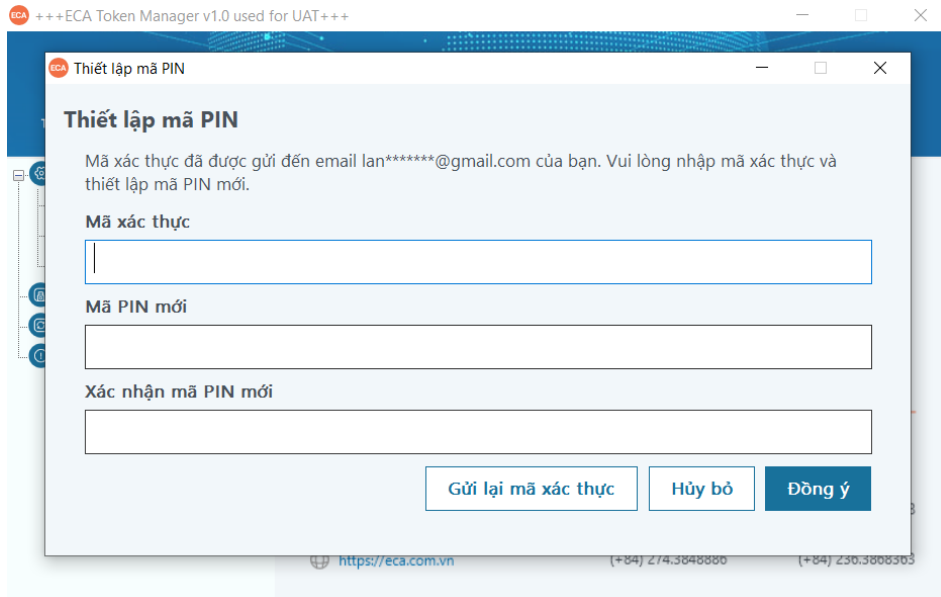 ECA +++ECA Token Manager v1.0 used for UAT+++
ECA Thiết lập mã PIN
Thiết lập mã PIN
Mã xác thực đã được gửi đến email lan*******@gmail.com của bạn. Vui lòng nhập mã xác thực và
thiết lập mã PIN mới.
Mã xác thực
Mã PIN mới
Xác nhận mã PIN mới
Gửi lại mã xác thực Hủy bỏ Đồng ý
https://eca.com.vn (+84) 274.3848886 (+84) 236.3868363